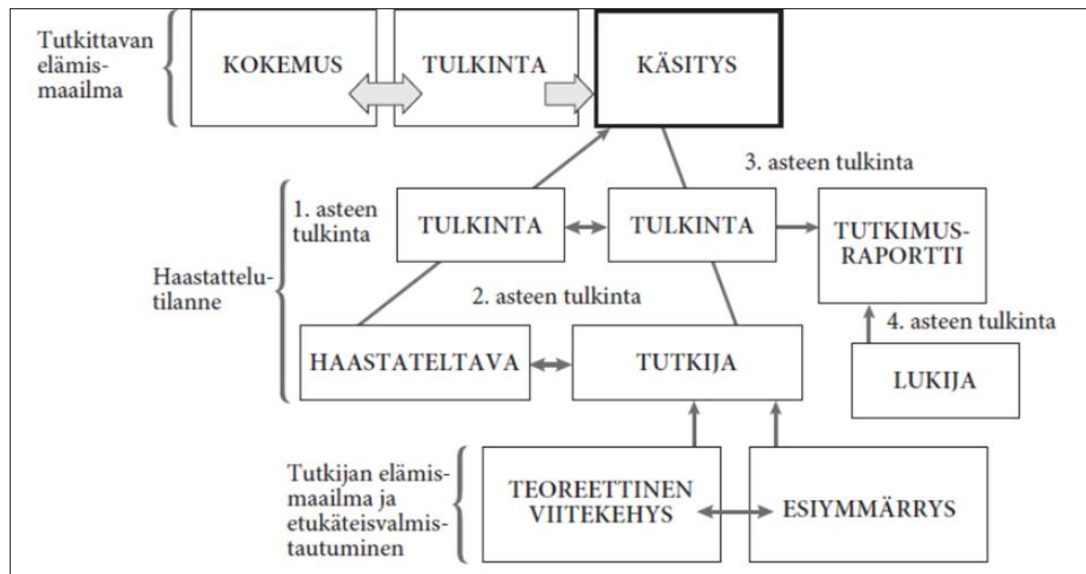 Tutkittavan
elämis-
maailma
KOKEMUS
TULKINTA
KÄSITYS
3. asteen tulkinta
1. asteen
tulkinta
TULKINTA
TULKINTA
TUTKIMUS-
RAPORTTI
Haastattelu-
tilanne
2. asteen tulkinta
4. asteen tulkinta
HAASTATELTAVA
TUTKIJA
LUKIJA
Tutkijan elämis-
maailma ja
etukäteisvalmis-
tautuminen
TEOREETTINEN
VIITEKEHYS
ESIYMMÄRRYS